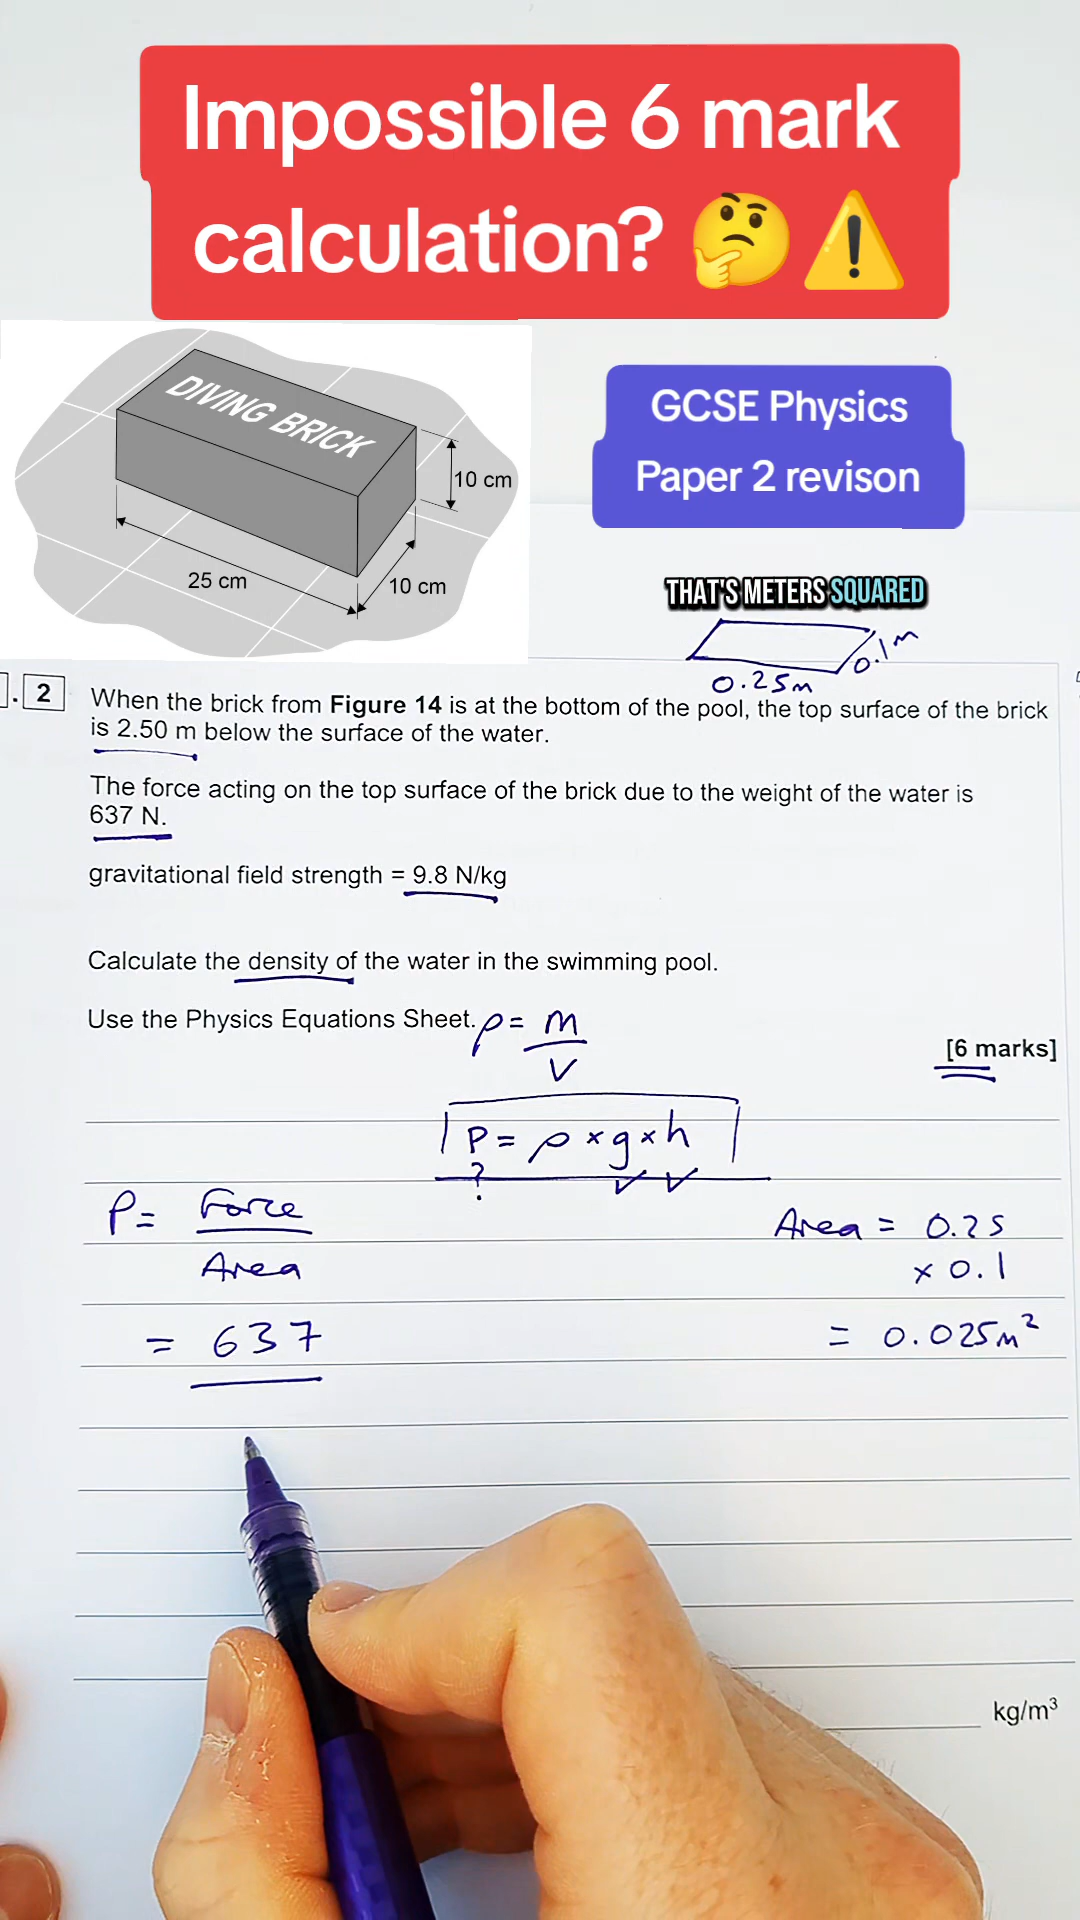 Impossible 6 mark
calculation? 🤔⚠️
GCSE Physics
Paper 2 revison
DIVING BRICK
10 cm
25 cm
10 cm
THAT'S METERS SQUARED
0.1m
0.25m
.2
When the brick from Figure 14 is at the bottom of the pool, the top surface of the brick
is 2.50 m below the surface of the water.
The force acting on the top surface of the brick due to the weight of the water is
637 N.
gravitational field strength = 9.8 N/kg
Calculate the density of the water in the swimming pool.
Use the Physics Equations Sheet.
ρ = m
v
[6 marks]
P = ρ × g × h
? ✓ ✓
P = Force
Area
= 637
Area = 0.25
× 0.1
= 0.025m²
kg/m³